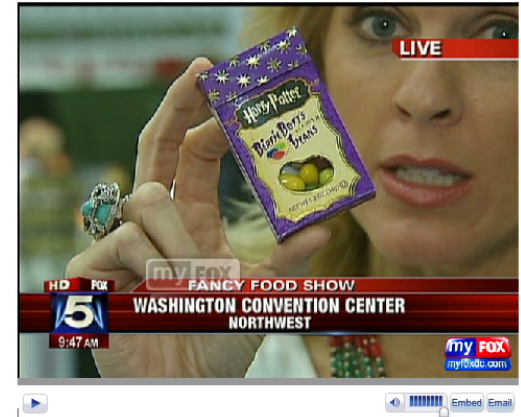 LIVE
Harry Potter
Bertie Bott's
Beans
my FOX
HD FOX
5
9:47 AM
FANCY FOOD SHOW
WASHINGTON CONVENTION CENTER
NORTHWEST
my FOX
myfoxdc.com
Embed
Email